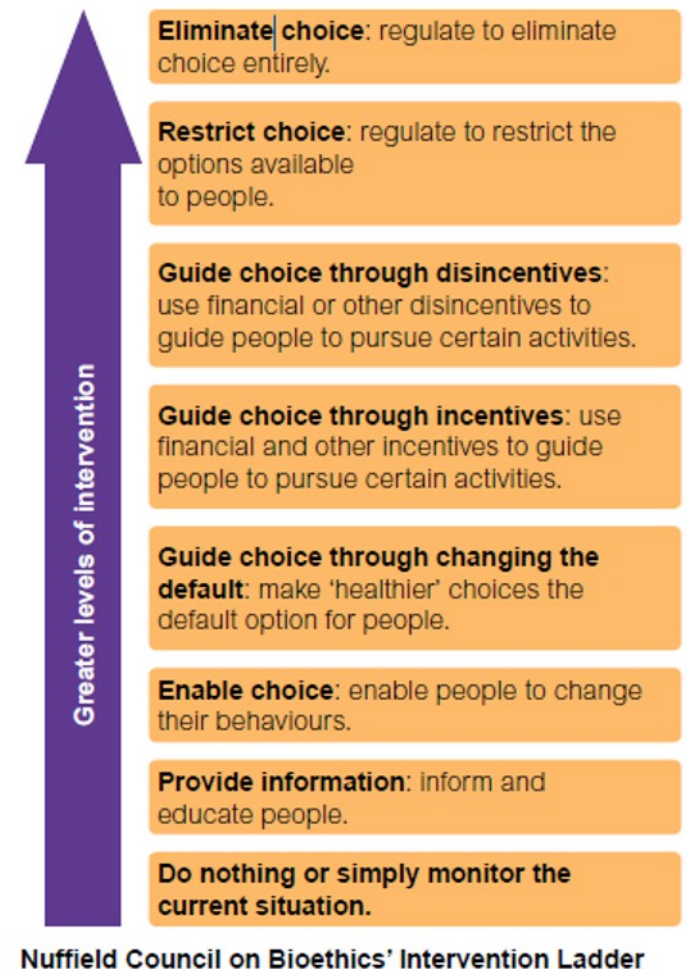 Eliminate choice: regulate to eliminate
choice entirely.
Restrict choice: regulate to restrict the
options available
to people.
Guide choice through disincentives:
use financial or other disincentives to
guide people to pursue certain activities.
Guide choice through incentives: use
financial and other incentives to guide
people to pursue certain activities.
Guide choice through changing the
default: make ‘healthier’ choices the
default option for people.
Enable choice: enable people to change
their behaviours.
Provide information: inform and
educate people.
Do nothing or simply monitor the
current situation.
Greater levels of intervention
Nuffield Council on Bioethics’ Intervention Ladder